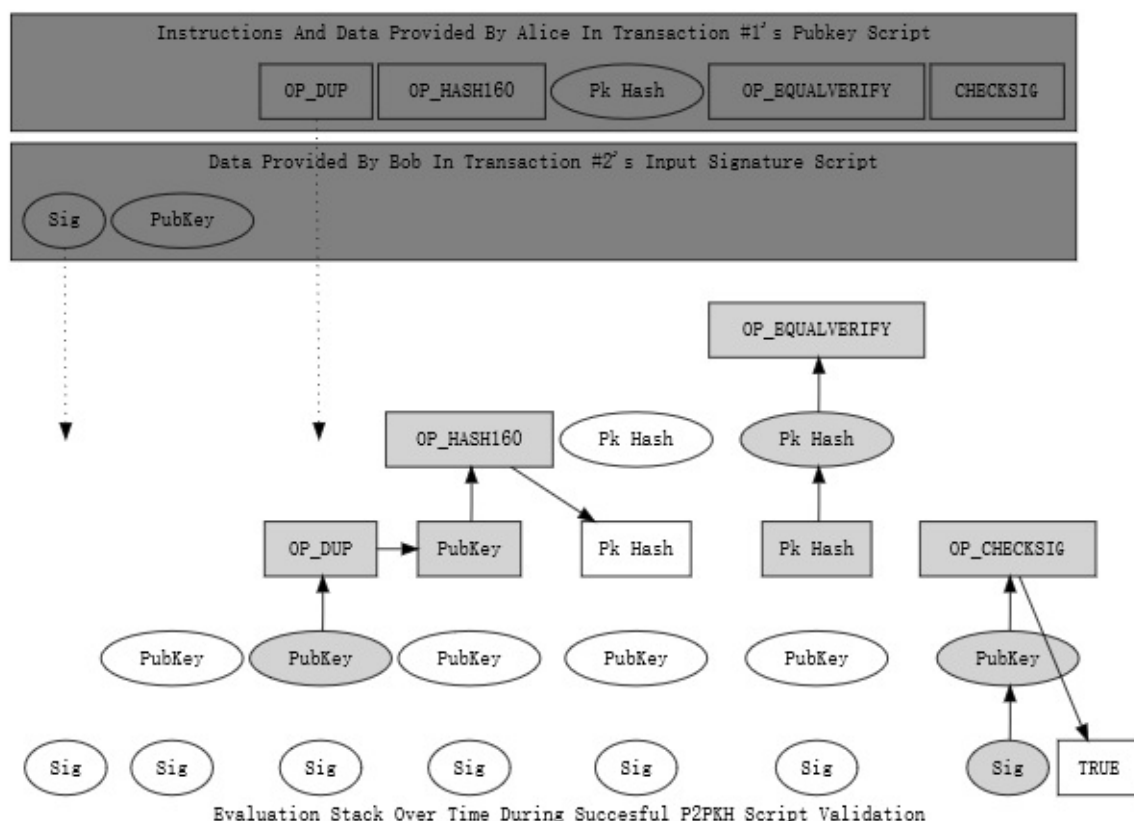 Instructions And Data Provided By Alice In Transaction #1's Pubkey Script
OP_DUP OP_HASH160 Pk Hash OP_EQUALVERIFY CHECKSIG
Data Provided By Bob In Transaction #2's Input Signature Script
Sig PubKey
OP_EQUALVERIFY
OP_HASH160 Pk Hash Pk Hash
OP_DUP PubKey Pk Hash Pk Hash OP_CHECKSIG
PubKey PubKey PubKey PubKey PubKey PubKey
Sig Sig Sig Sig Sig Sig Sig TRUE
Evaluation Stack Over Time During Succesful P2PKH Script Validation